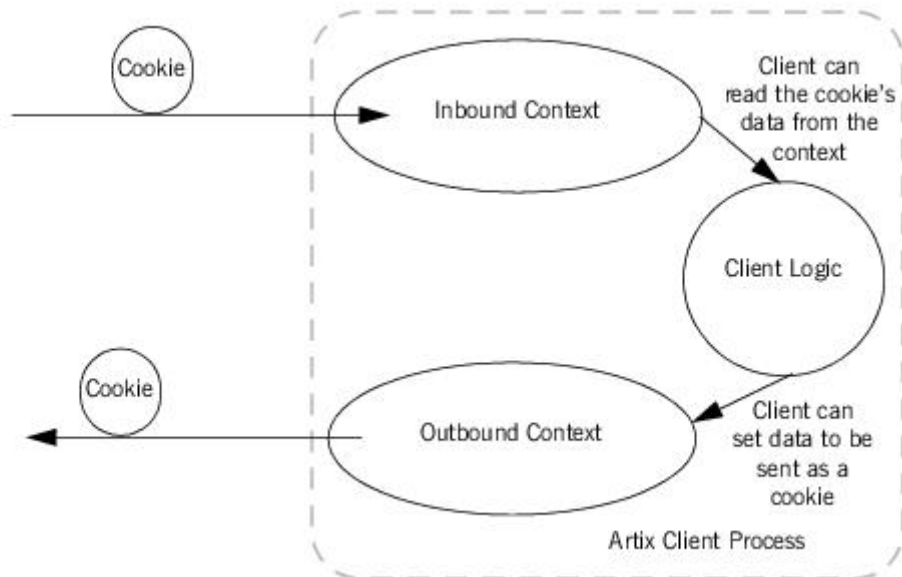 Cookie
Inbound Context
Client can
read the cookie's
data from the
context
Client Logic
Cookie
Outbound Context
Client can
set data to be
sent as a
cookie
Artix Client Process